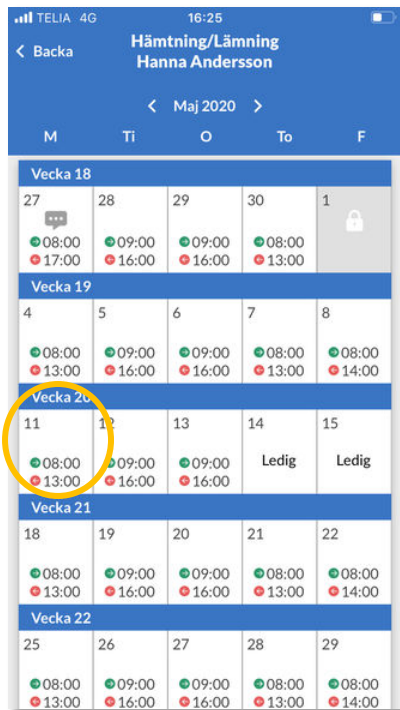 TELIA 4G 16:25
Backa Hämtning/Lämning
Hanna Andersson
Maj 2020
M Ti O To F
Vecka 18
27 28 29 30 1
08:00 09:00 09:00 08:00
17:00 16:00 16:00 13:00
Vecka 19
4 5 6 7 8
08:00 09:00 09:00 08:00 08:00
13:00 16:00 16:00 13:00 14:00
Vecka 20
11 12 13 14 15
Ledig Ledig
08:00 09:00 09:00
13:00 16:00 16:00
Vecka 21
18 19 20 21 22
08:00 09:00 09:00 08:00 08:00
13:00 16:00 16:00 13:00 14:00
Vecka 22
25 26 27 28 29
08:00 09:00 09:00 08:00 08:00
13:00 16:00 16:00 13:00 14:00